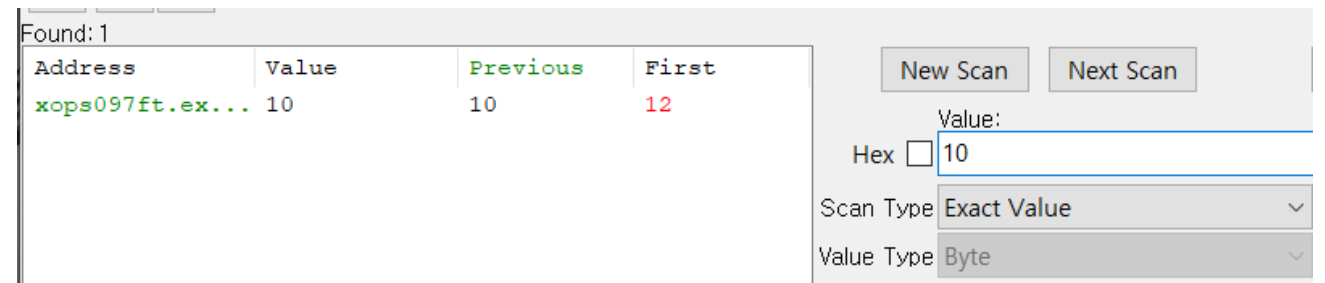 Found: 1
Address Value Previous First
xops097ft.ex... 10 10 12
New Scan Next Scan
Value:
Hex 10
Scan Type Exact Value
Value Type Byte